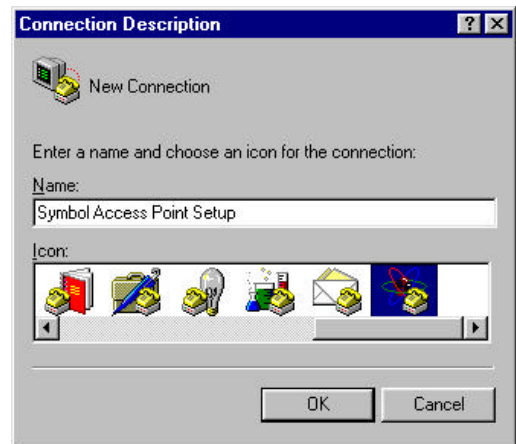 Connection Description
New Connection
Enter a name and choose an icon for the connection:
Name:
Symbol Access Point Setup
Icon:
OK Cancel